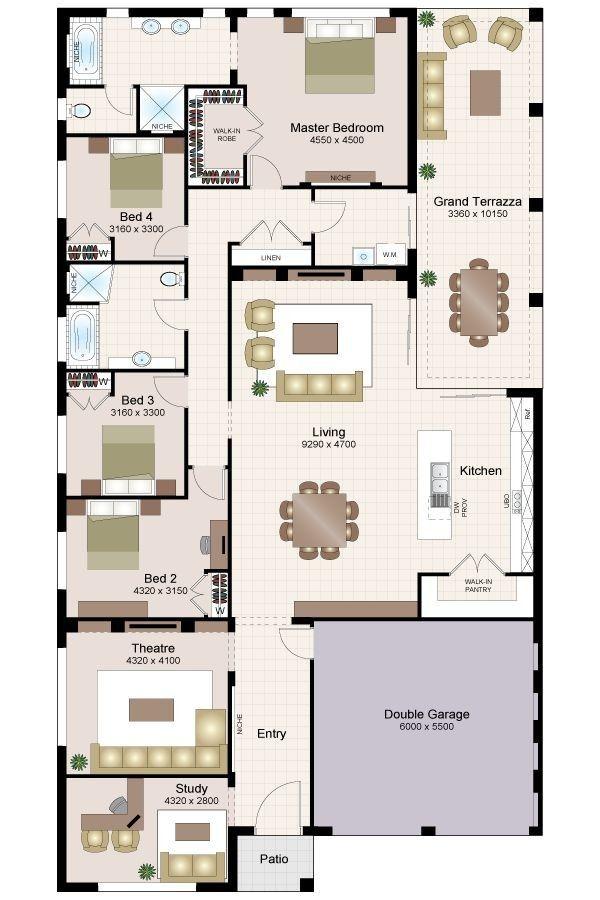 NICHE
NICHE
WALK-IN
ROBE
Master Bedroom
4550 x 4500
NICHE
Grand Terrazza
3360 x 10150
Bed 4
3160 x 3300
W
LINEN
W.M.
NICHE
W
Bed 3
3160 x 3300
Living
9290 x 4700
Ref.
Kitchen
DW
PROV
UBO
WALK-IN
PANTRY
Bed 2
4320 x 3150
W
Theatre
4320 x 4100
NICHE
Entry
Double Garage
6000 x 5500
Study
4320 x 2800
Patio